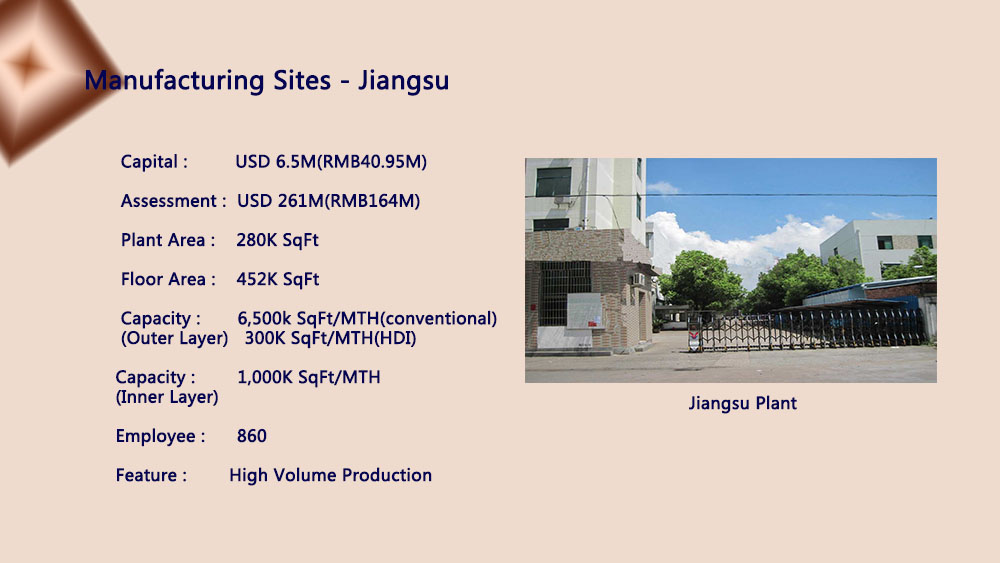 Manufacturing Sites - Jiangsu
Capital : USD 6.5M(RMB40.95M)
Assessment : USD 261M(RMB164M)
Plant Area : 280K SqFt
Floor Area : 452K SqFt
Capacity : 6,500k SqFt/MTH(conventional)
(Outer Layer) 300K SqFt/MTH(HDI)
Capacity : 1,000K SqFt/MTH
(Inner Layer)
Employee : 860
Feature : High Volume Production
Jiangsu Plant